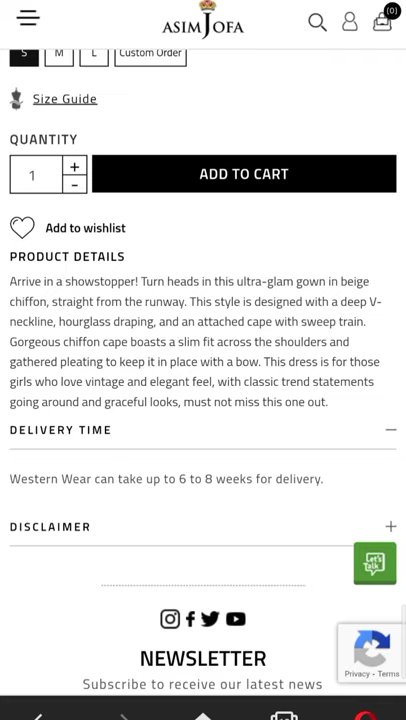 (0)
ASIM JOFA
S M L Custom Order
Size Guide
QUANTITY
1 + -
ADD TO CART
Add to wishlist
PRODUCT DETAILS
Arrive in a showstopper! Turn heads in this ultra-glam gown in beige
chiffon, straight from the runway. This style is designed with a deep V-
neckline, hourglass draping, and an attached cape with sweep train.
Gorgeous chiffon cape boasts a slim fit across the shoulders and
gathered pleating to keep it in place with a bow. This dress is for those
girls who love vintage and elegant feel, with classic trend statements
going around and graceful looks, must not miss this one out.
DELIVERY TIME
Western Wear can take up to 6 to 8 weeks for delivery.
DISCLAIMER
Let's
Talk
NEWSLETTER
Privacy - Terms
Subscribe to receive our latest news